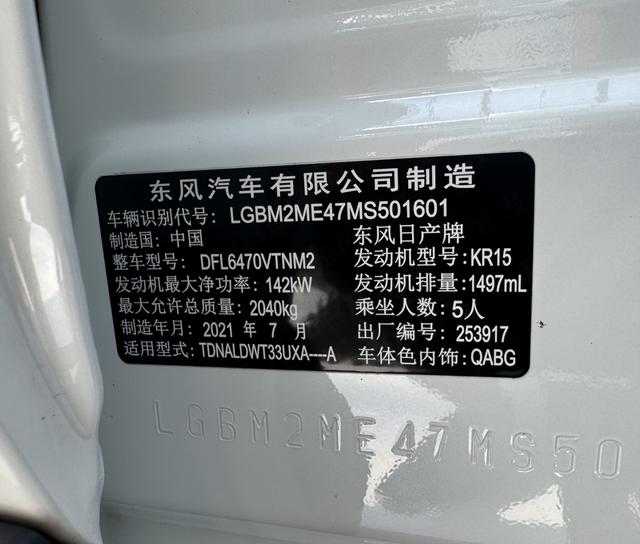 东风汽车有限公司制造
车辆识别代号: LGBM2ME47MS501601
制造国: 中国 东风日产牌
整车型号: DFL6470VTNM2 发动机型号: KR15
发动机最大净功率: 142kW 发动机排量: 1497mL
最大允许总质量: 2040kg 乘坐人数: 5人
制造年月: 2021 年 7 月 出厂编号: 253917
适用型式: TDNALDWT33UXA----A 车体色内饰: QABG
LGBM2ME47MS50